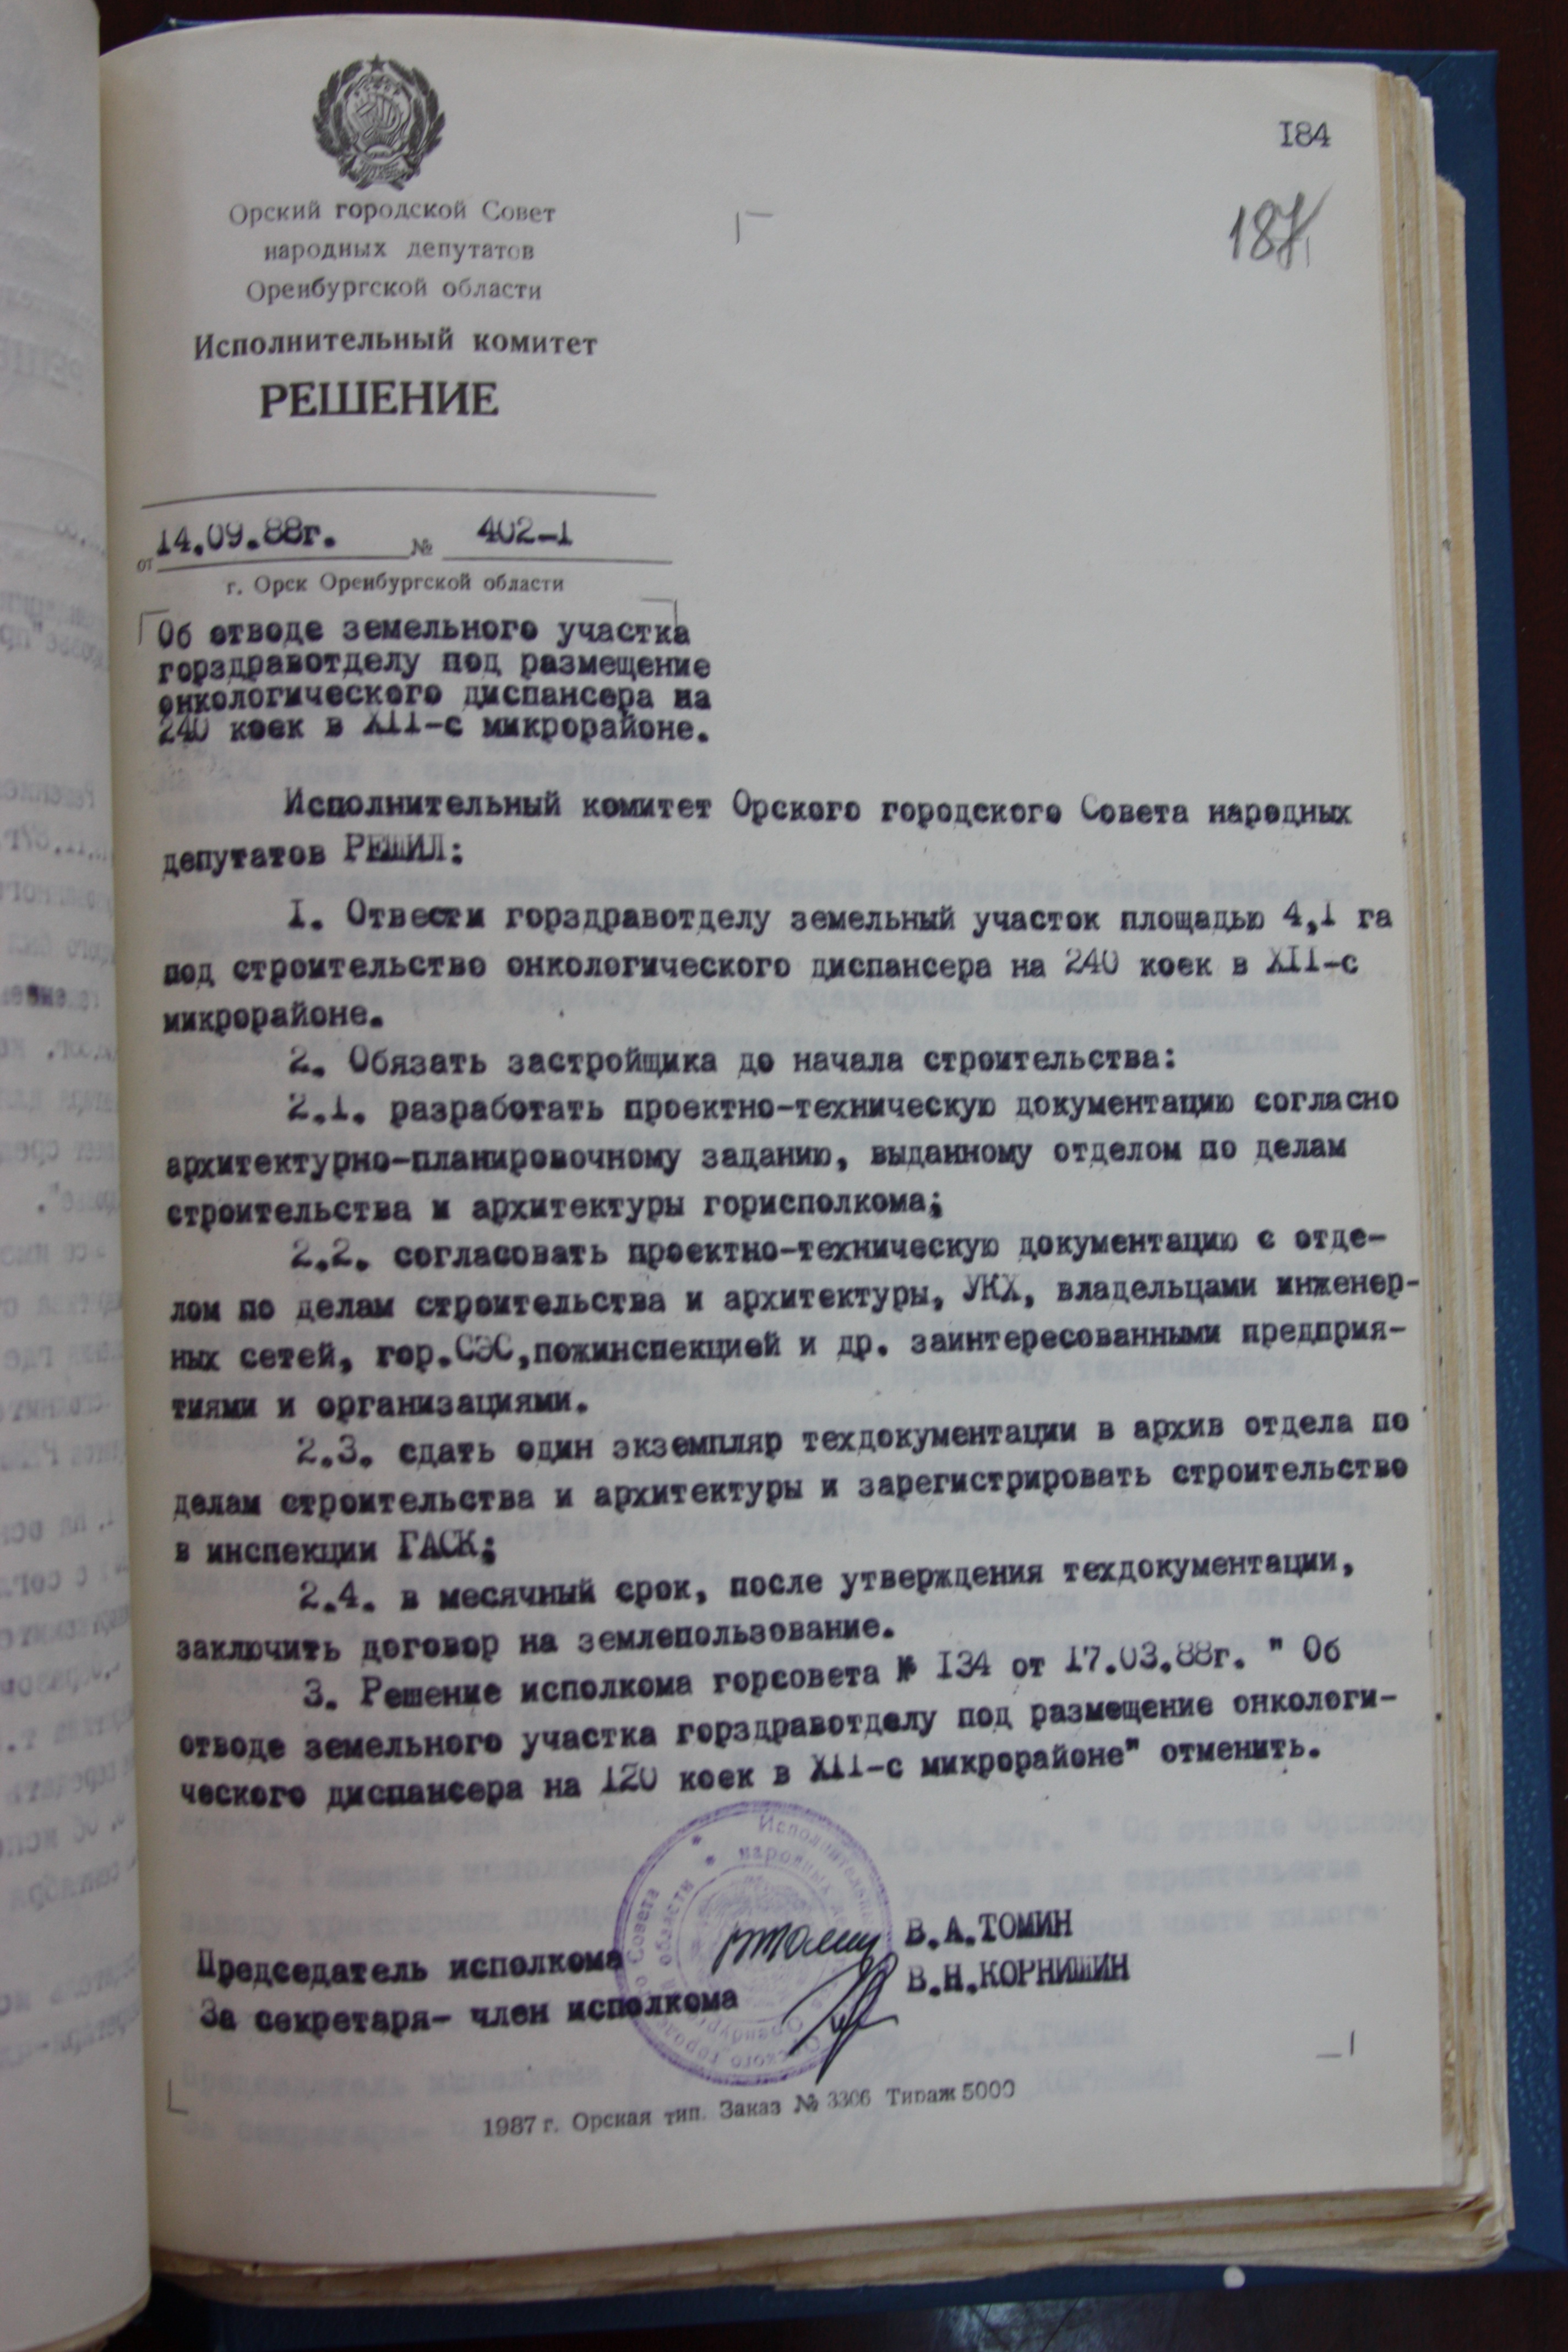 184
187
Орский городской Совет
народных депутатов
Оренбургской области
Исполнительный комитет
РЕШЕНИЕ
от 14.09.88г. № 402-1
г. Орск Оренбургской области
Об отводе земельного участка
горздравотделу под размещение
онкологического диспансера на
240 коек в XII-с микрорайоне.
Исполнительный комитет Орского городского Совета народных
депутатов РЕШИЛ:
I. Отвести горздравотделу земельный участок площадью 4,1 га
под строительство онкологического диспансера на 240 коек в XII-с
микрорайоне.
2. Обязать застройщика до начала строительства:
2.1. разработать проектно-техническую документацию согласно
архитектурно-планировочному заданию, выданному отделом по делам
строительства и архитектуры горисполкома;
2.2. согласовать проектно-техническую документацию с отде-
лом по делам строительства и архитектуры, УКХ, владельцами инженер-
ных сетей, гор.СЭС,пожинспекцией и др. заинтересованными предприя-
тиями и организациями.
2.3. сдать один экземпляр техдокументации в архив отдела по
делам строительства и архитектуры и зарегистрировать строительство
в инспекции ГАСК;
2.4. в месячный срок, после утверждения техдокументации,
заключить договор на землепользование.
3. Решение исполкома горсовета № 134 от 17.03.88г. " Об
отводе земельного участка горздравотделу под размещение онкологи-
ческого диспансера на 120 коек в XII-с микрорайоне" отменить.
Председатель исполкома В.А.ТОМИН
За секретаря- член исполкома В.Н.КОРНИШИН
1987 г. Орская тип. Заказ № 3306 Тираж 5000